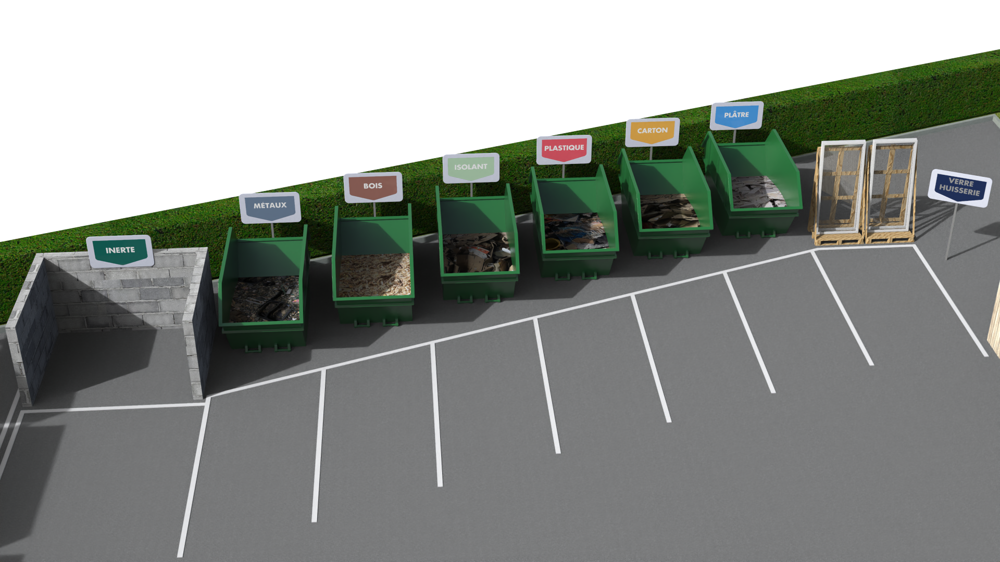 INERTE
MÉTAUX
BOIS
ISOLANT
PLASTIQUE
CARTON
PLÂTRE
VERRE
HUISSERIE